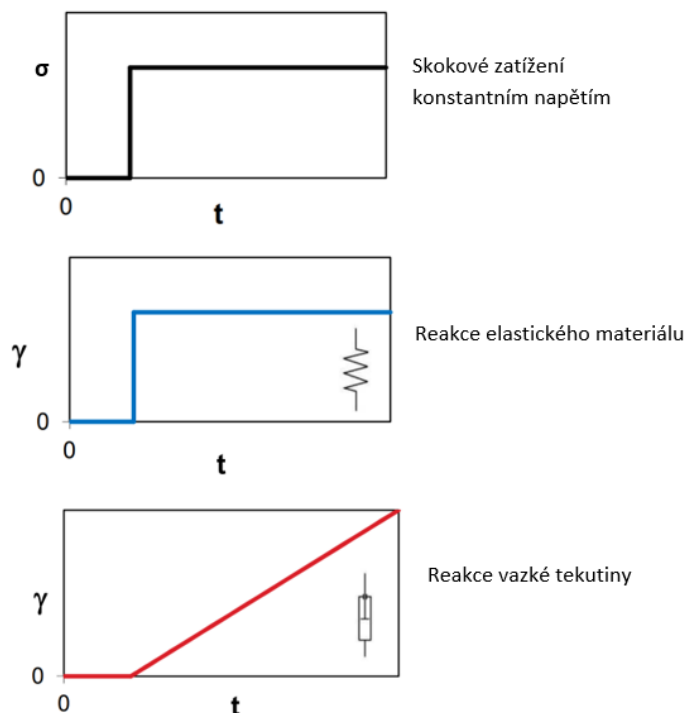 σ
Skokové zatížení
konstantním napětím
0
0
t
γ
Reakce elastického materiálu
0
0
t
γ
Reakce vazké tekutiny
0
0
t